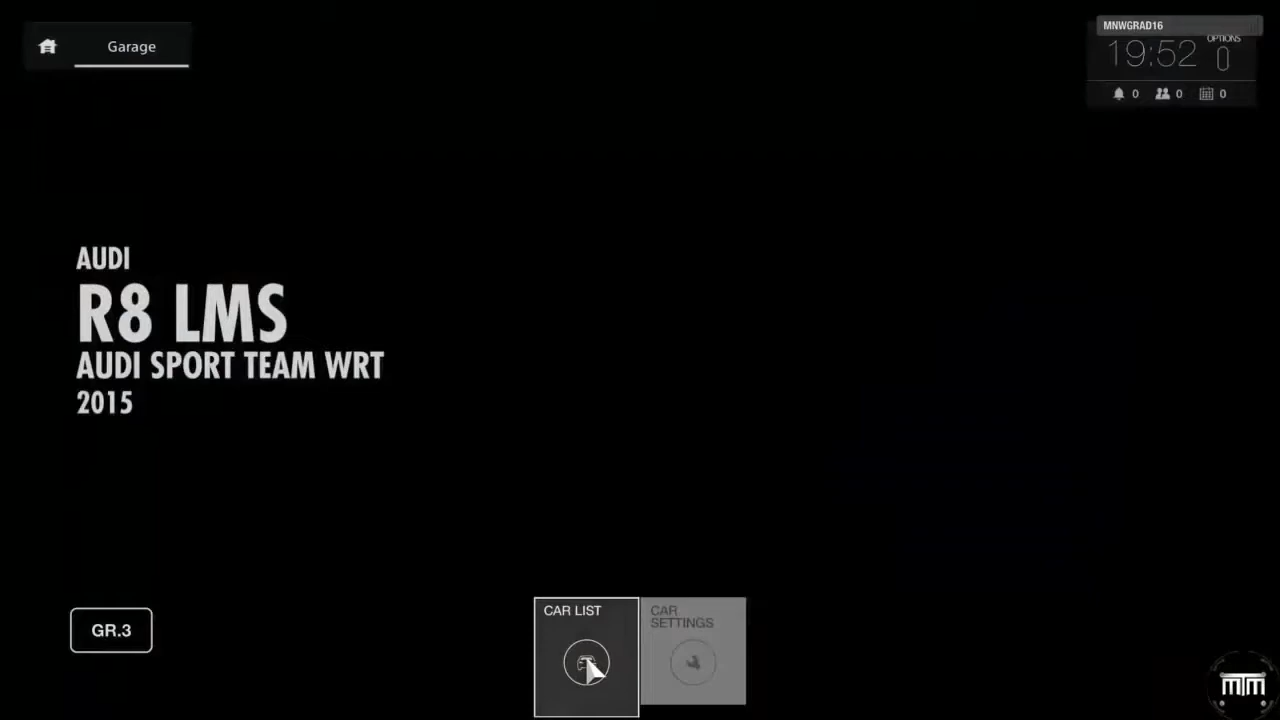 Garage
MNWGRAD16
19:52
OPTIONS
0 0 0
AUDI
R8 LMS
AUDI SPORT TEAM WRT
2015
GR.3
CAR LIST
CAR
SETTINGS
MTM